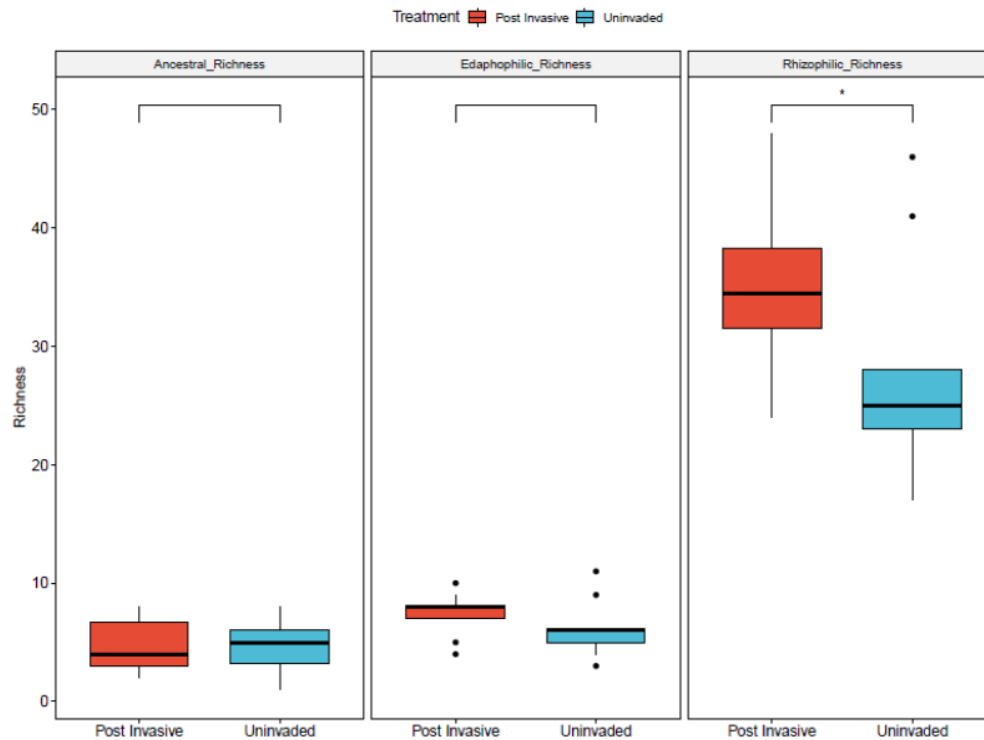 Treatment Post Invasive Uninvaded
Ancestral_Richness Edaphophilic_Richness Rhizophilic_Richness
*
50
40
30
20
10
0
Richness
Post Invasive Uninvaded Post Invasive Uninvaded Post Invasive Uninvaded